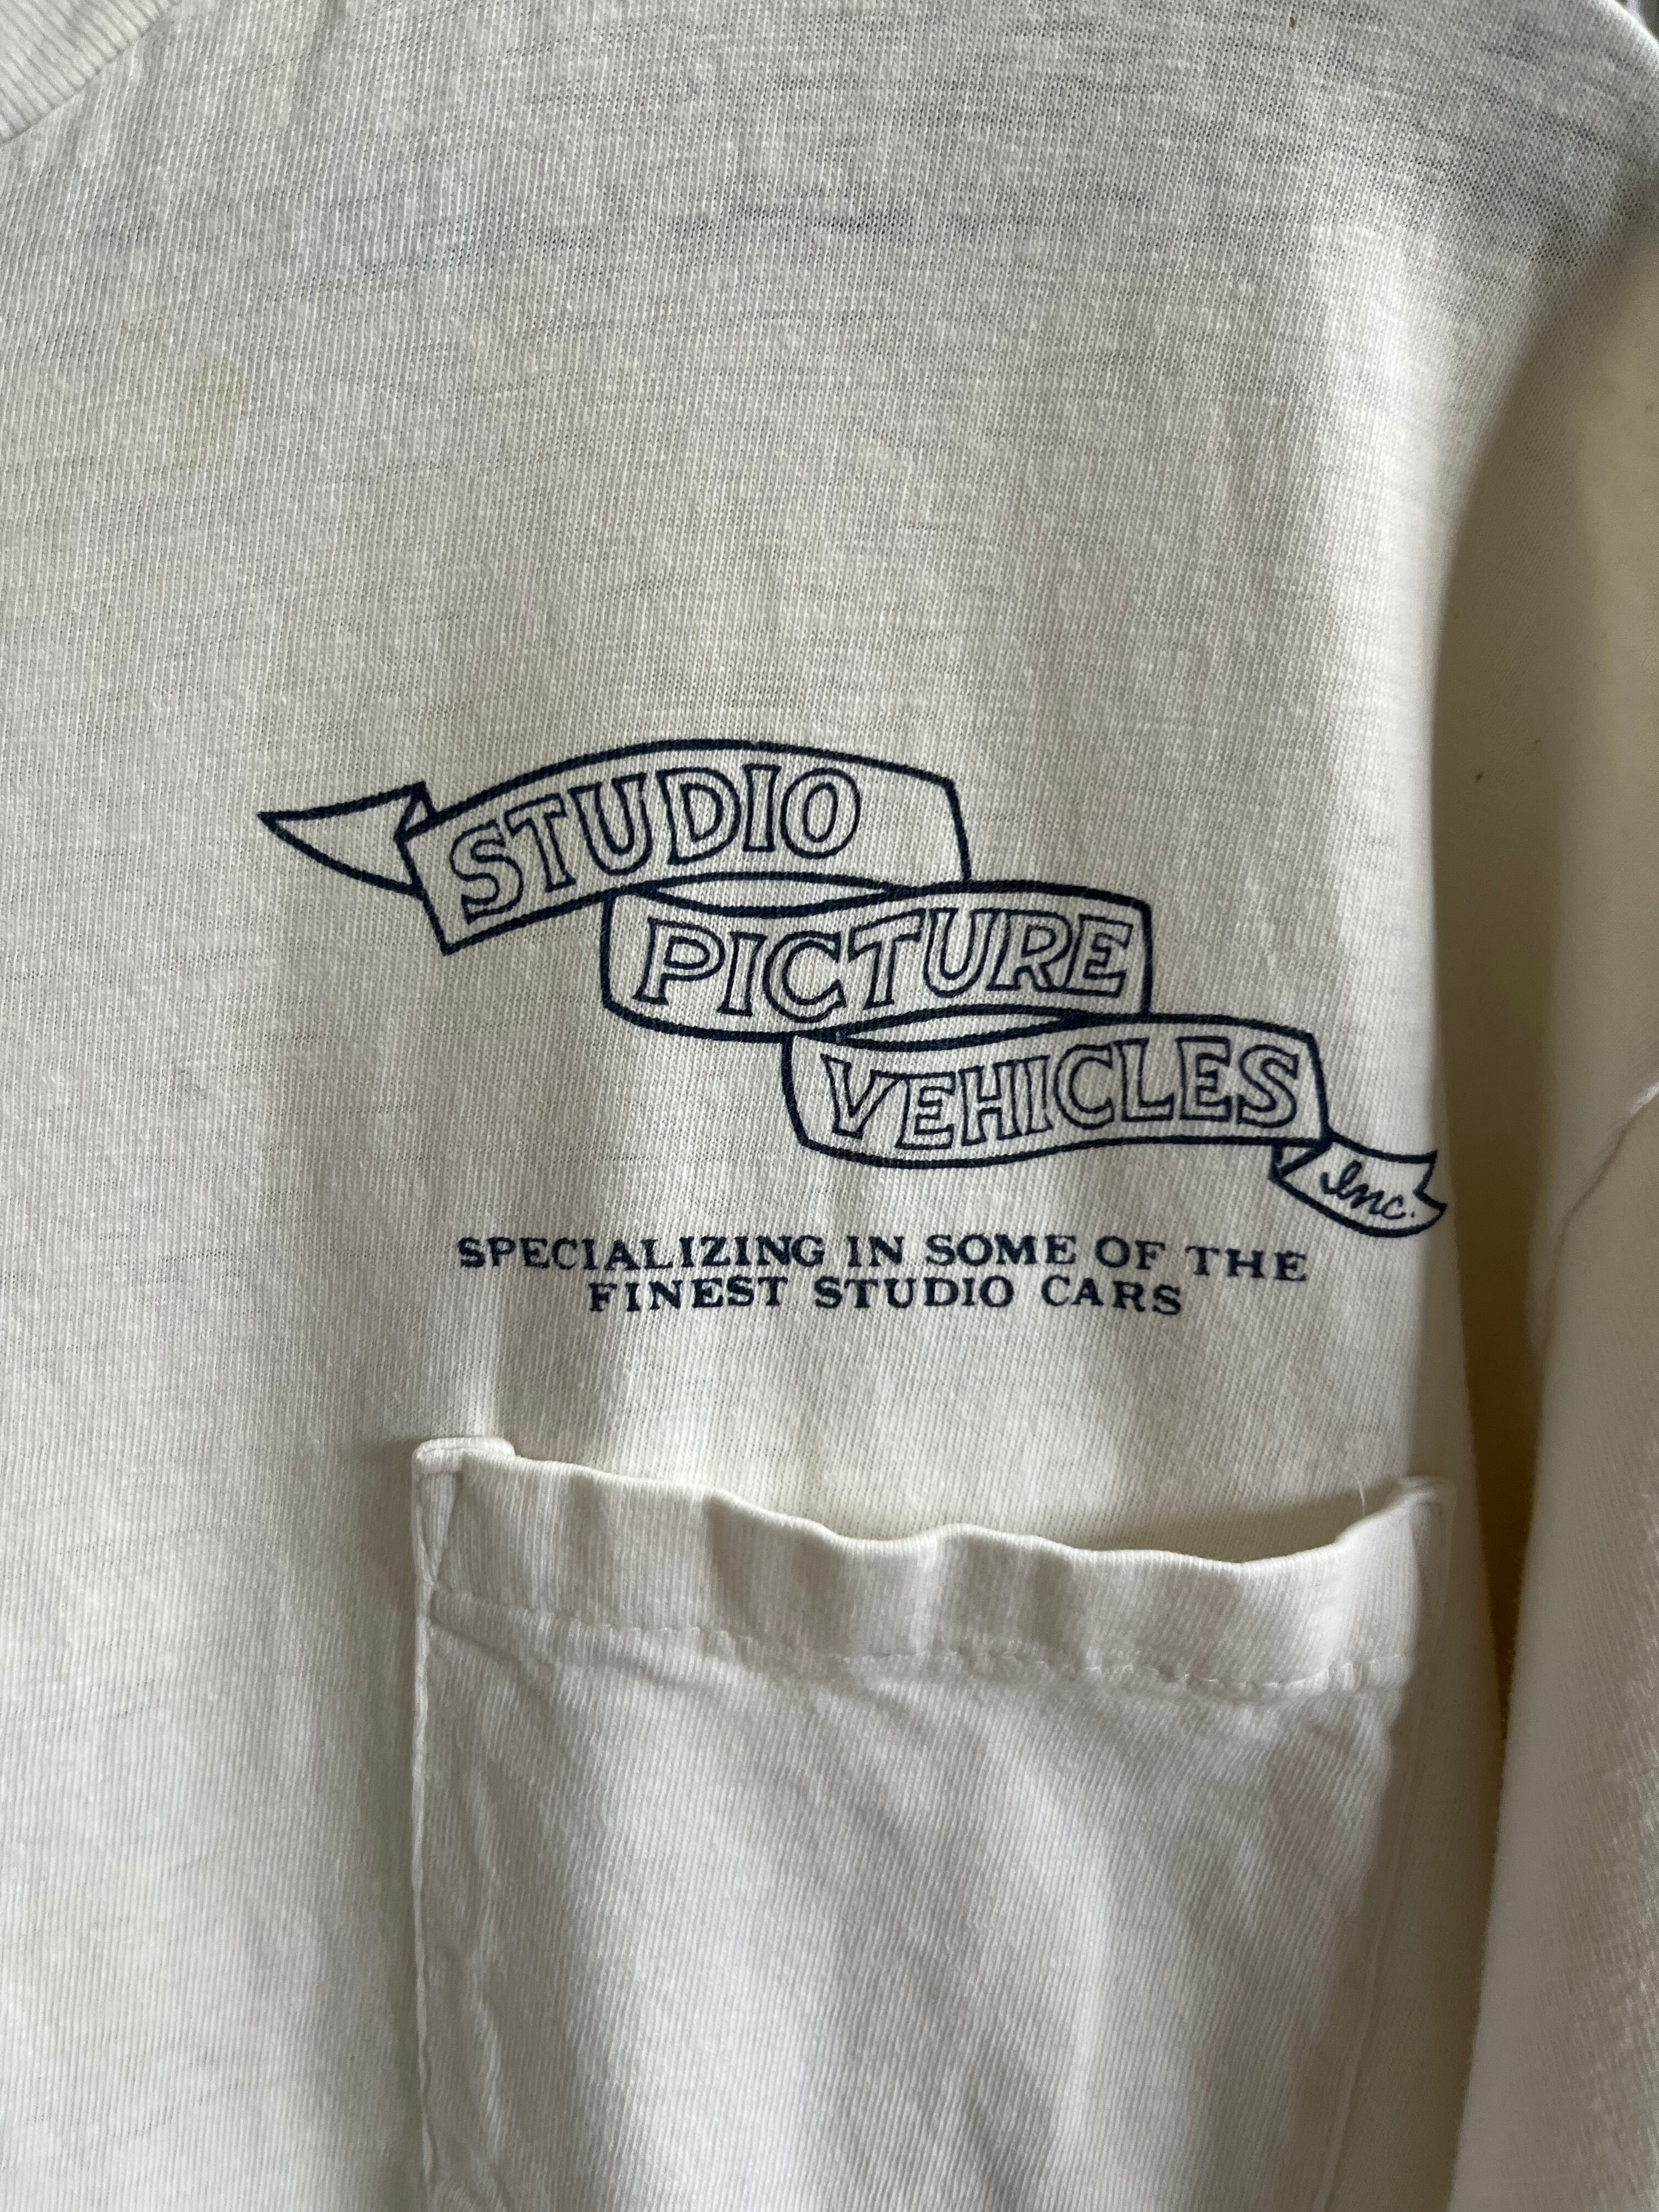 STUDIO
PICTURE
VEHICLES
Inc.
SPECIALIZING IN SOME OF THE
FINEST STUDIO CARS